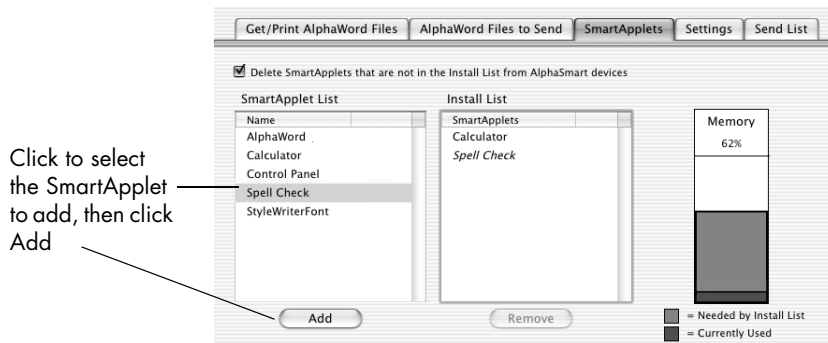 Get/Print AlphaWord Files
AlphaWord Files to Send
SmartApplets
Settings
Send List
Delete SmartApplets that are not in the Install List from AlphaSmart devices
SmartApplet List
Name
AlphaWord
Calculator
Control Panel
Spell Check
StyleWriterFont
Add
Install List
SmartApplets
Calculator
Spell Check
Remove
Memory
62%
= Needed by Install List
= Currently Used
Click to select
the SmartApplet
to add, then click
Add